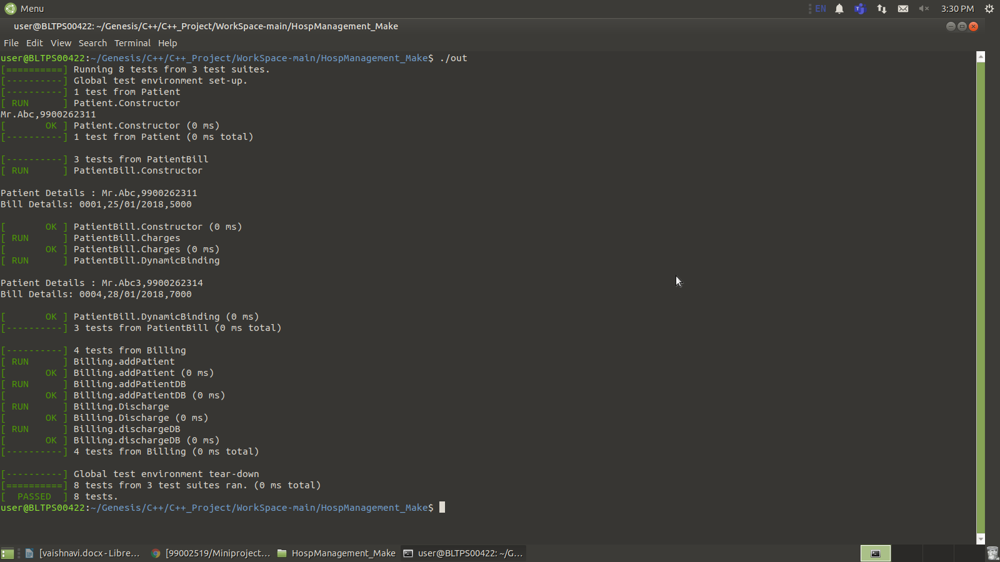 Menu
EN
3:30 PM
user@BLTPS00422: ~/Genesis/C++/C++_Project/WorkSpace-main/HospManagement_Make
File Edit View Search Terminal Help
user@BLTPS00422:~/Genesis/C++/C++_Project/WorkSpace-main/HospManagement_Make$ ./out
[==========] Running 8 tests from 3 test suites.
[----------] Global test environment set-up.
[----------] 1 test from Patient
[ RUN      ] Patient.Constructor
Mr.Abc,9900262311
[       OK ] Patient.Constructor (0 ms)
[----------] 1 test from Patient (0 ms total)
[----------] 3 tests from PatientBill
[ RUN      ] PatientBill.Constructor
Patient Details : Mr.Abc,9900262311
Bill Details: 0001,25/01/2018,5000
[       OK ] PatientBill.Constructor (0 ms)
[ RUN      ] PatientBill.Charges
[       OK ] PatientBill.Charges (0 ms)
[ RUN      ] PatientBill.DynamicBinding
Patient Details : Mr.Abc3,9900262314
Bill Details: 0004,28/01/2018,7000
[       OK ] PatientBill.DynamicBinding (0 ms)
[----------] 3 tests from PatientBill (0 ms total)
[----------] 4 tests from Billing
[ RUN      ] Billing.addPatient
[       OK ] Billing.addPatient (0 ms)
[ RUN      ] Billing.addPatientDB
[       OK ] Billing.addPatientDB (0 ms)
[ RUN      ] Billing.Discharge
[       OK ] Billing.Discharge (0 ms)
[ RUN      ] Billing.dischargeDB
[       OK ] Billing.dischargeDB (0 ms)
[----------] 4 tests from Billing (0 ms total)
[----------] Global test environment tear-down
[==========] 8 tests from 3 test suites ran. (0 ms total)
[  PASSED  ] 8 tests.
user@BLTPS00422:~/Genesis/C++/C++_Project/WorkSpace-main/HospManagement_Make$
[vaishnavi.docx - Libre...
[99002519/Miniproject...
HospManagement_Make
user@BLTPS00422: ~/G...